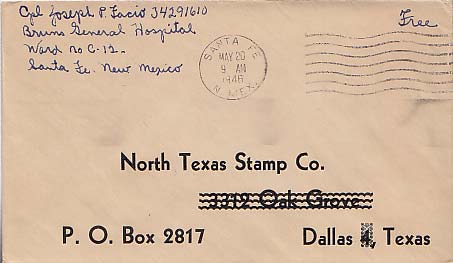 Cpl Joseph P. Lacio 34291610
Bruns General Hospital
Ward no C-12-
Santa Fe. New Mexico
Free
SANTA FE
MAY 20
9 AM
1946
N. MEX.
North Texas Stamp Co.
3312 Oak Grove
P. O. Box 2817
Dallas 4, Texas